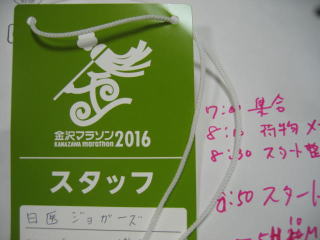 金沢マラソン2016
KANAZAWA marathon
スタッフ
日医 ジョガーズ
7:00 集合
8:10 荷物
8:30 スタート整
8:50 スタート